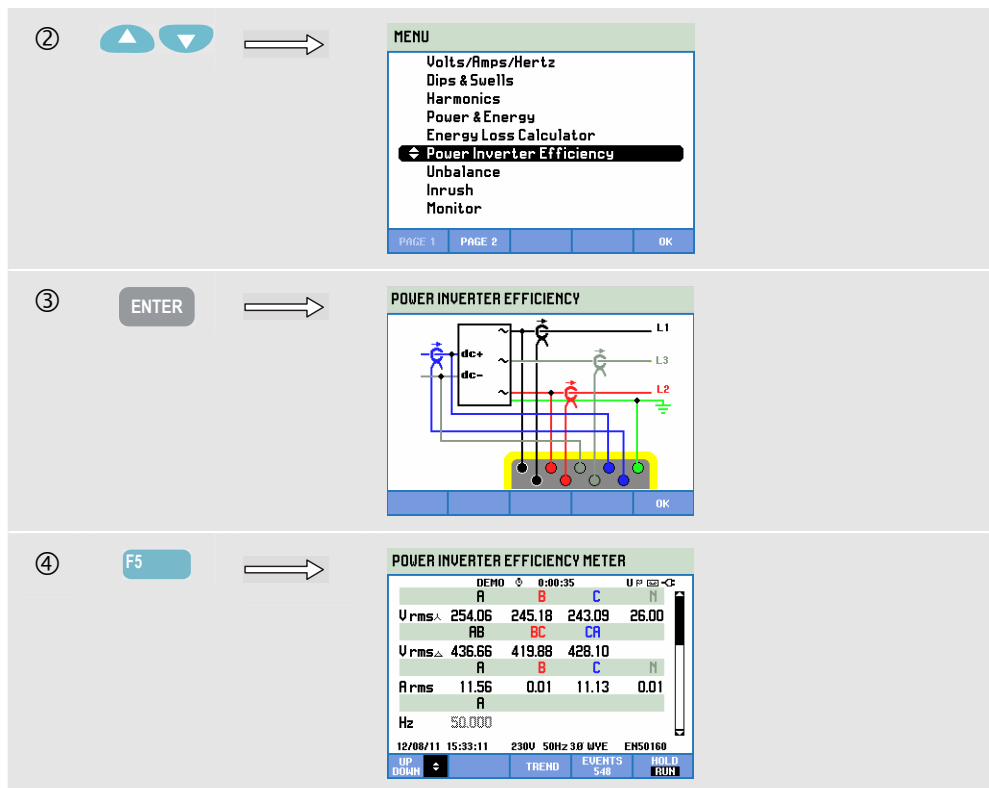 ②
MENU
Volts/Amps/Hertz
Dips & Swells
Harmonics
Power & Energy
Energy Loss Calculator
Power Inverter Efficiency
Unbalance
Inrush
Monitor
PAGE 1 PAGE 2 OK
③ ENTER
POWER INVERTER EFFICIENCY
L1
dc+
L3
dc-
L2
OK
④ F5
POWER INVERTER EFFICIENCY METER
DEMO 0:00:35 U P
A B C N
V rms⅄ 254.06 245.18 243.09 26.00
AB BC CA
V rms△ 436.66 419.88 428.10
A B C N
A rms 11.56 0.01 11.13 0.01
A
Hz 50.000
12/08/11 15:33:11 230V 50Hz 3Ø WYE EN50160
UP DOWN TREND EVENTS 548 HOLD RUN